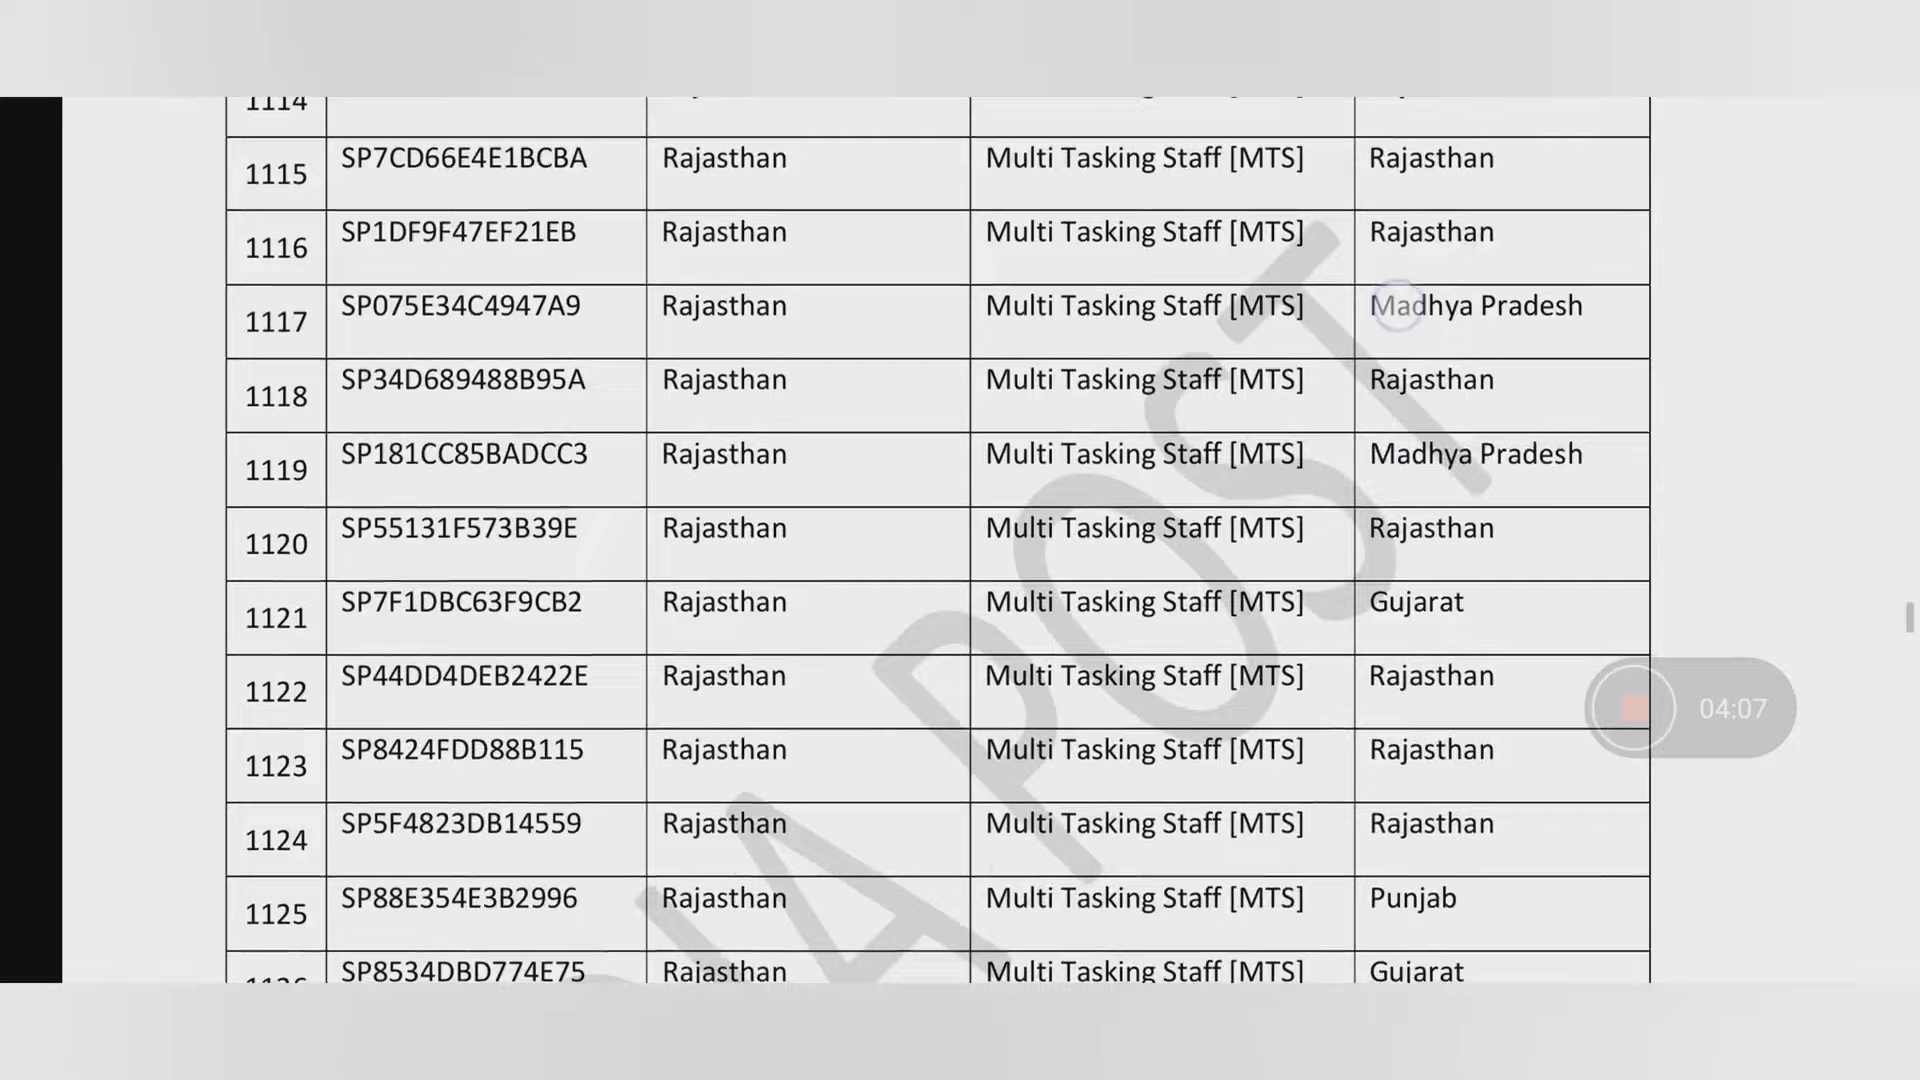 1114
1115 SP7CD66E4E1BCBA Rajasthan Multi Tasking Staff [MTS] Rajasthan
1116 SP1DF9F47EF21EB Rajasthan Multi Tasking Staff [MTS] Rajasthan
1117 SP075E34C4947A9 Rajasthan Multi Tasking Staff [MTS] Madhya Pradesh
1118 SP34D689488B95A Rajasthan Multi Tasking Staff [MTS] Rajasthan
1119 SP181CC85BADCC3 Rajasthan Multi Tasking Staff [MTS] Madhya Pradesh
1120 SP55131F573B39E Rajasthan Multi Tasking Staff [MTS] Rajasthan
1121 SP7F1DBC63F9CB2 Rajasthan Multi Tasking Staff [MTS] Gujarat
1122 SP44DD4DEB2422E Rajasthan Multi Tasking Staff [MTS] Rajasthan
04:07
1123 SP8424FDD88B115 Rajasthan Multi Tasking Staff [MTS] Rajasthan
1124 SP5F4823DB14559 Rajasthan Multi Tasking Staff [MTS] Rajasthan
1125 SP88E354E3B2996 Rajasthan Multi Tasking Staff [MTS] Punjab
SP8534DBD774E75 Rajasthan Multi Tasking Staff [MTS] Gujarat
POST